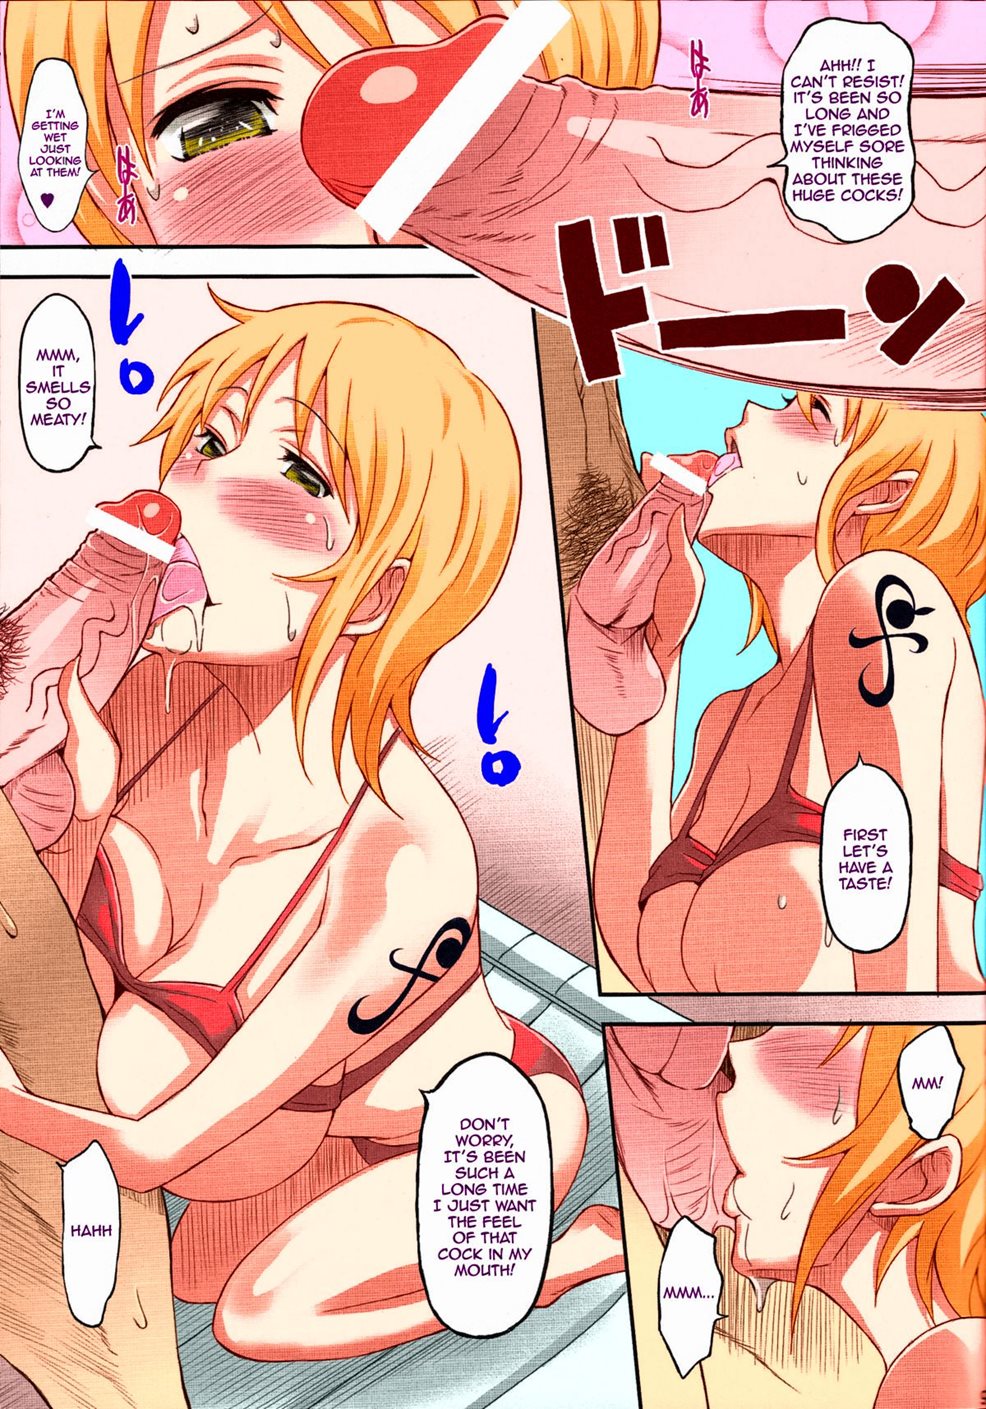 AHH!! I
CAN'T RESIST!
IT'S BEEN SO
LONG AND
I'VE FRIGGED
MYSELF SORE
THINKING
ABOUT THESE
HUGE COCKS!
はぁ
I'M
GETTING
WET JUST
LOOKING
AT THEM!
♥
はぁ
ドーン
MMM,
IT
SMELLS
SO
MEATY!
FIRST
LET'S
HAVE A
TASTE!
DON'T
WORRY,
IT'S BEEN
SUCH A
LONG TIME
I JUST WANT
THE FEEL
OF THAT
COCK IN MY
MOUTH!
HAHH
MM!
MMM...